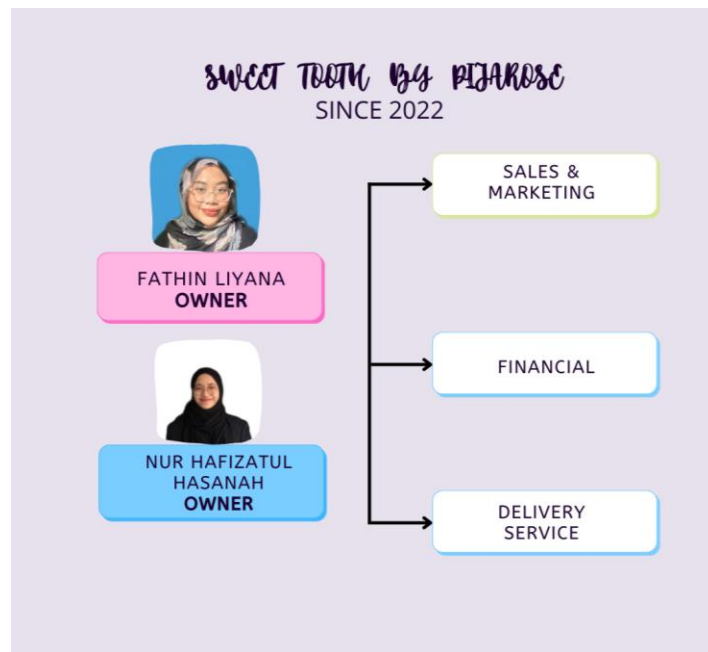 SWEET TOOTH BY PIJAROSE
SINCE 2022
FATHIN LIYANA
OWNER
NUR HAFIZATUL
HASANAH
OWNER
SALES &
MARKETING
FINANCIAL
DELIVERY
SERVICE